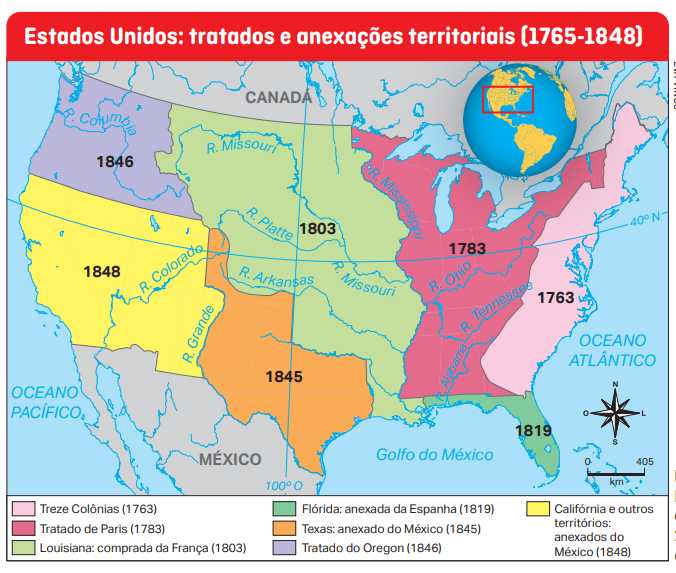 Estados Unidos: tratados e anexações territoriais (1765-1848)
CANADÁ
R. Columbia
R. Missouri
1846
R. Mississippi
R. Platte
1803
40º N
1783
1848
R. Colorado
R. Arkansas
R. Missouri
R. Ohio
1763
R. Tennessee
R. Grande
OCEANO
ATLÂNTICO
R. Alabama
1845
OCEANO
PACÍFICO
N
O
L
S
1819
MÉXICO
Golfo do México
0
405
km
100º O
Treze Colônias (1763)
Tratado de Paris (1783)
Louisiana: comprada da França (1803)
Flórida: anexada da Espanha (1819)
Texas: anexado do México (1845)
Tratado do Oregon (1846)
Califórnia e outros
territórios:
anexados do
México (1848)